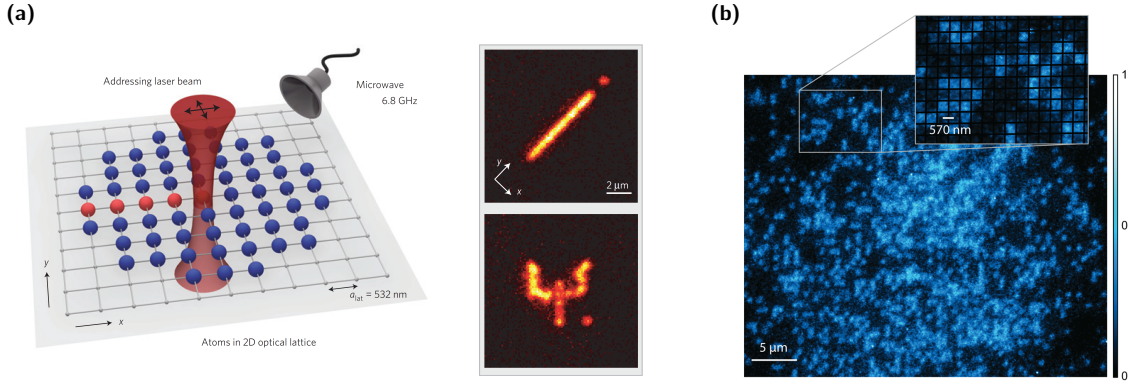 (a)
Addressing laser beam
Microwave
6.8 GHz
y
x
a_lat = 532 nm
Atoms in 2D optical lattice
y
x
2 μm
(b)
570 nm
5 μm
1
0
0